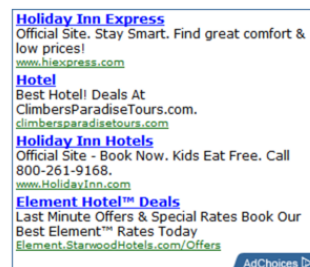 Holiday Inn Express
Official Site. Stay Smart. Find great comfort &
low prices!
www.hiexpress.com
Hotel
Best Hotel! Deals At
ClimbersParadiseTours.com.
climbersparadisetours.com
Holiday Inn Hotels
Official Site - Book Now. Kids Eat Free. Call
800-261-9168.
www.HolidayInn.com
Element Hotel™ Deals
Last Minute Offers & Special Rates Book Our
Best Element™ Rates Today
Element.StarwoodHotels.com/Offers
AdChoices